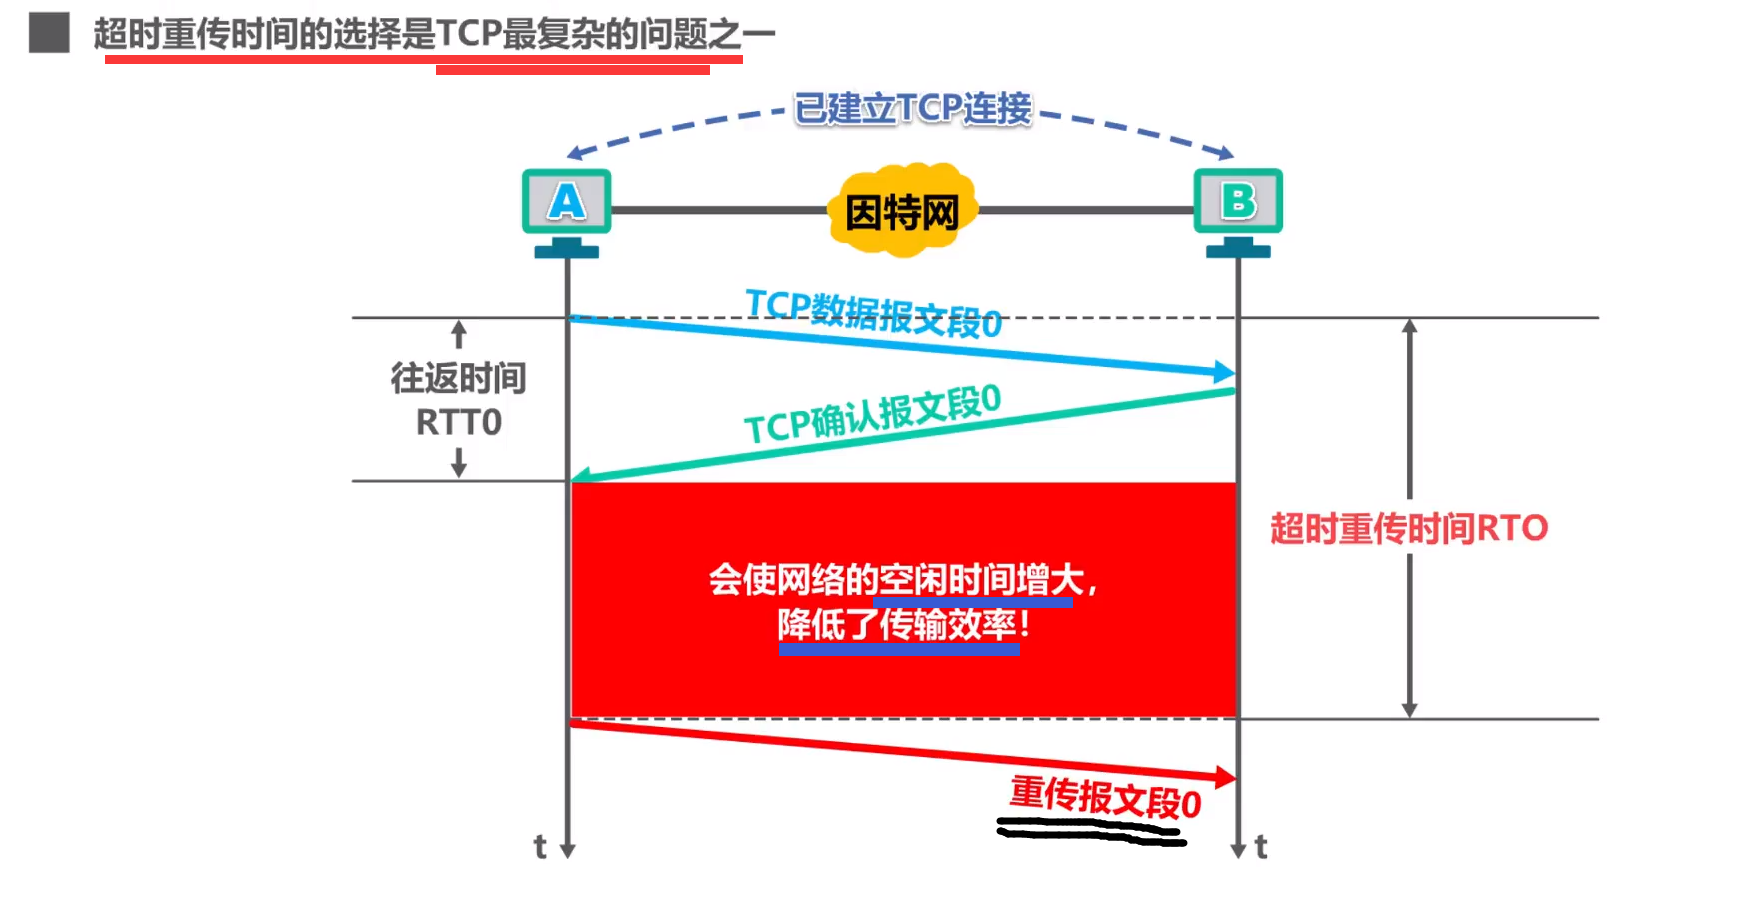 超时重传时间的选择是TCP最复杂的问题之一
已建立TCP连接
A
因特网
B
TCP数据报文段0
往返时间
RTT0
TCP确认报文段0
超时重传时间RTO
会使网络的空闲时间增大，
降低了传输效率！
重传报文段0
t
t